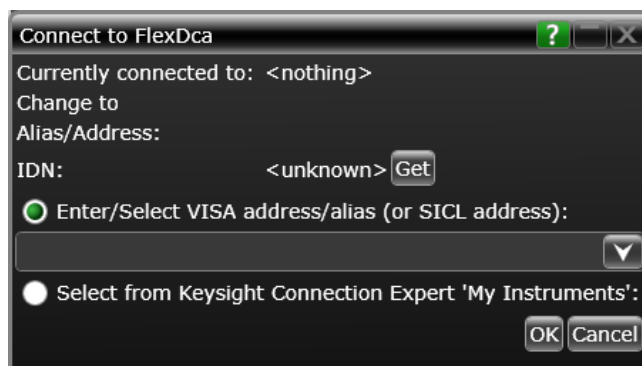 Connect to FlexDca ?
Currently connected to: <nothing>
Change to
Alias/Address:
IDN: <unknown> Get
Enter/Select VISA address/alias (or SICL address):
Select from Keysight Connection Expert 'My Instruments':
OK Cancel